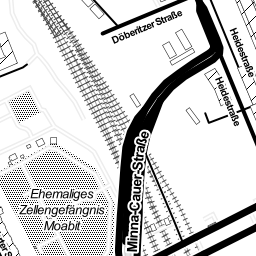 Döberitzer Straße
Heidestraße
Heidestraße
Minna-Cauer-Straße
Ehemaliges
Zellengefängnis
Moabit